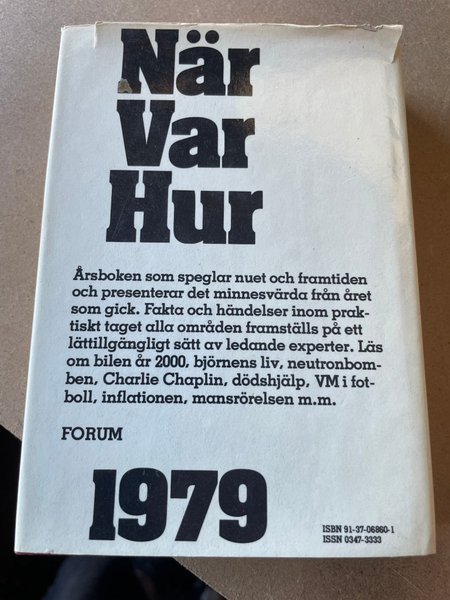 När
Var
Hur
Årsboken som speglar nuet och framtiden
och presenterar det minnesvärda från året
som gick. Fakta och händelser inom prak-
tiskt taget alla områden framställs på ett
lättillgängligt sätt av ledande experter. Läs
om bilen år 2000, björnens liv, neutronbom-
ben, Charlie Chaplin, dödshjälp, VM i fot-
boll, inflationen, mansrörelsen m.m.
FORUM
1979
ISBN 91-37-06860-1
ISSN 0347-3333